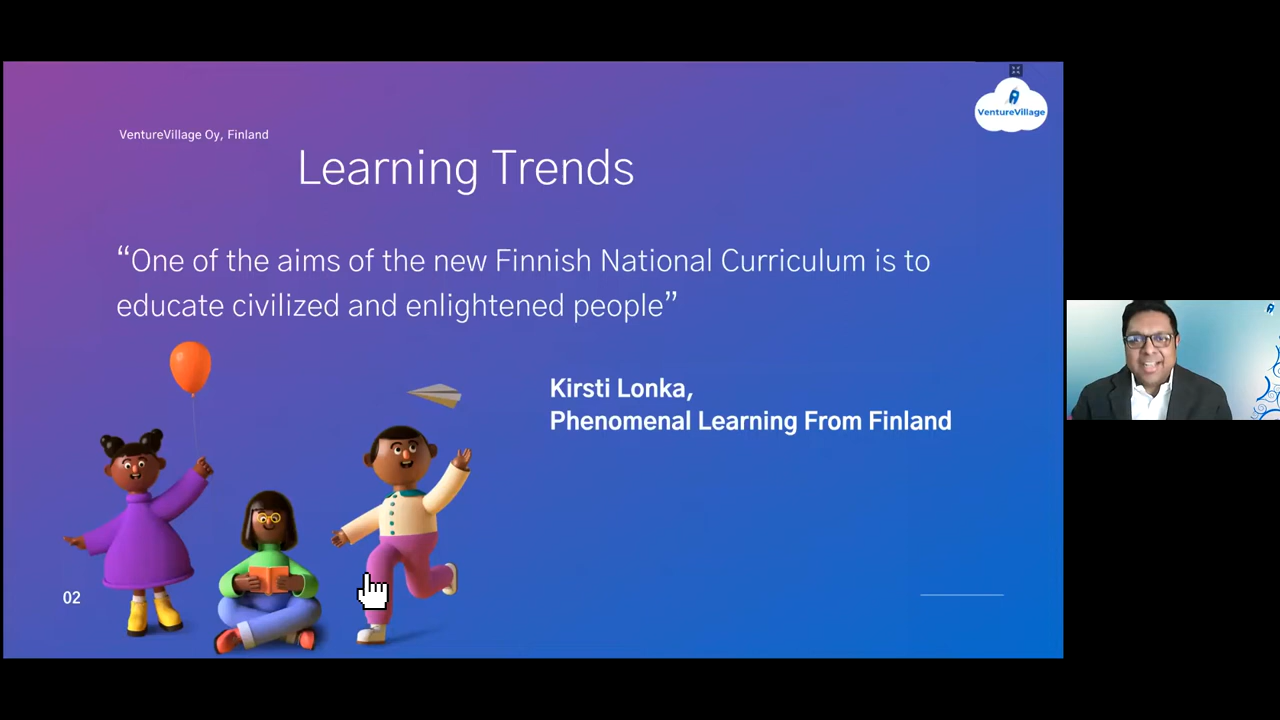 VentureVillage
VentureVillage Oy, Finland
Learning Trends
“One of the aims of the new Finnish National Curriculum is to
educate civilized and enlightened people”
Kirsti Lonka,
Phenomenal Learning From Finland
02